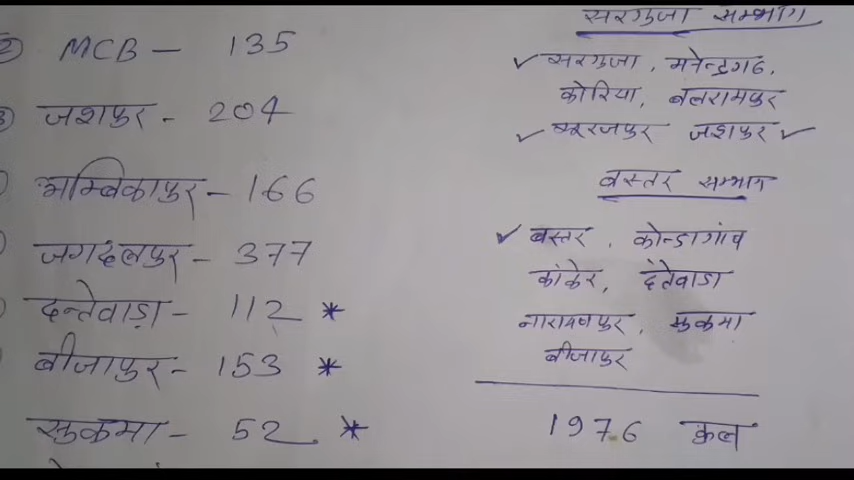 MCB - 135
जशपुर - 204
अम्बिकापुर - 166
जगदलपुर - 377
दन्तेवाड़ा - 112 *
बीजापुर - 153 *
सुकमा - 52 *
सरगुजा सम्भाग
✓ सरगुजा, मनेन्द्रगढ,
कोरिया, बलरामपुर
✓ सूरजपुर जशपुर ✓
बस्तर सम्भाग
✓ बस्तर, कोन्डागांव
कांकेर, दंतेवाडा
नारायणपुर, सुकमा
बीजापुर
1976 कुल